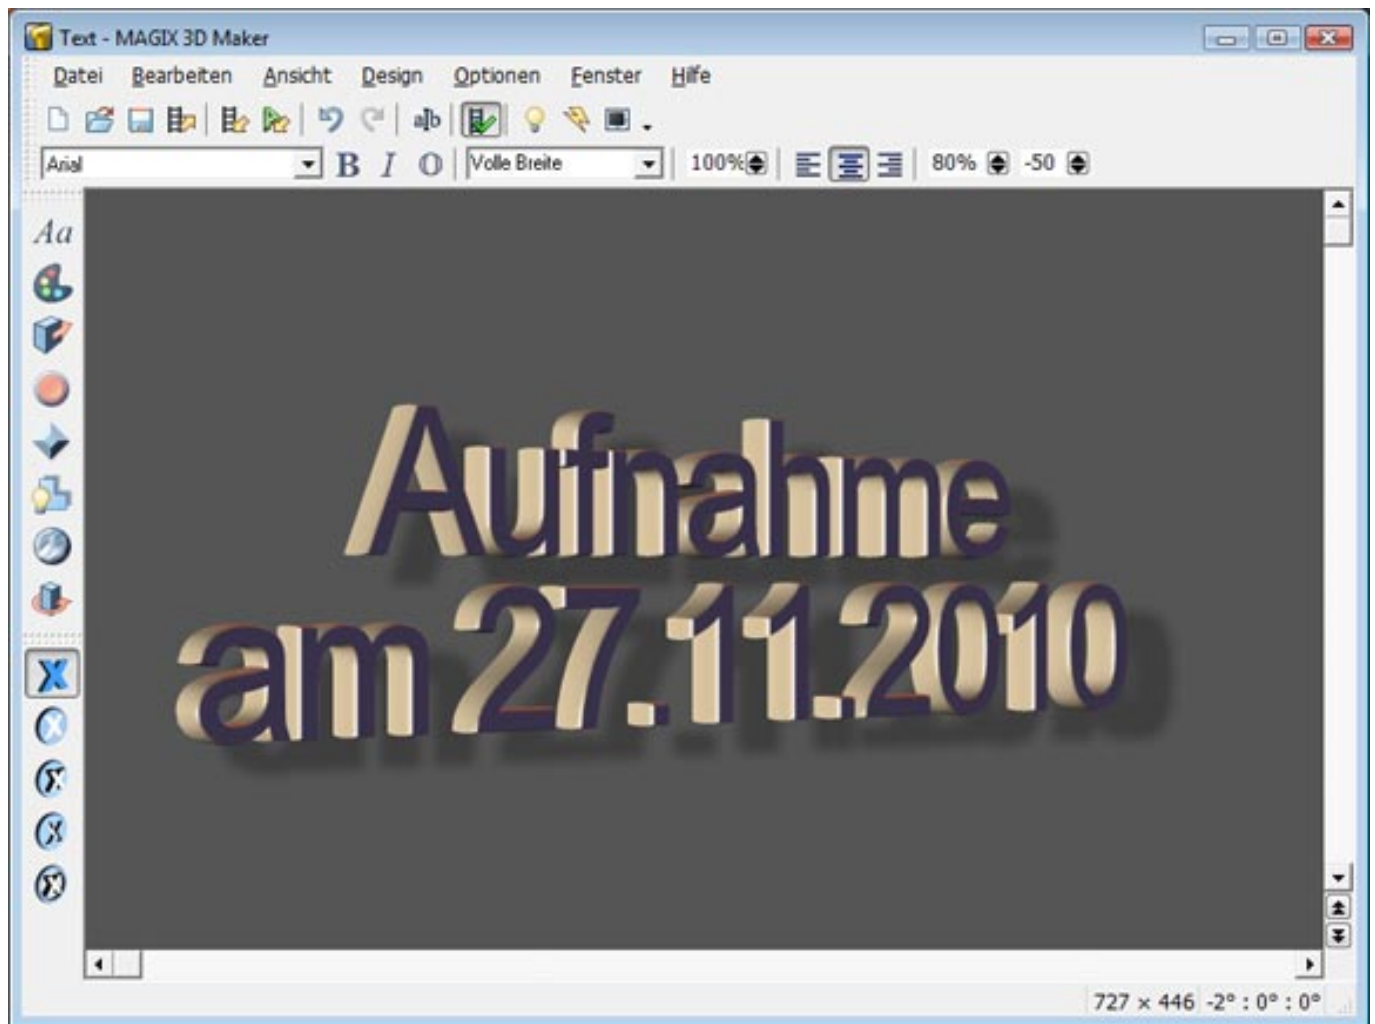 Text - MAGIX 3D Maker
Datei Bearbeiten Ansicht Design Optionen Fenster Hilfe
a|b
Arial B I O Volle Breite 100% 80% -50
Aa
Aufnahme
am 27.11.2010
727 × 446 -2° : 0° : 0°